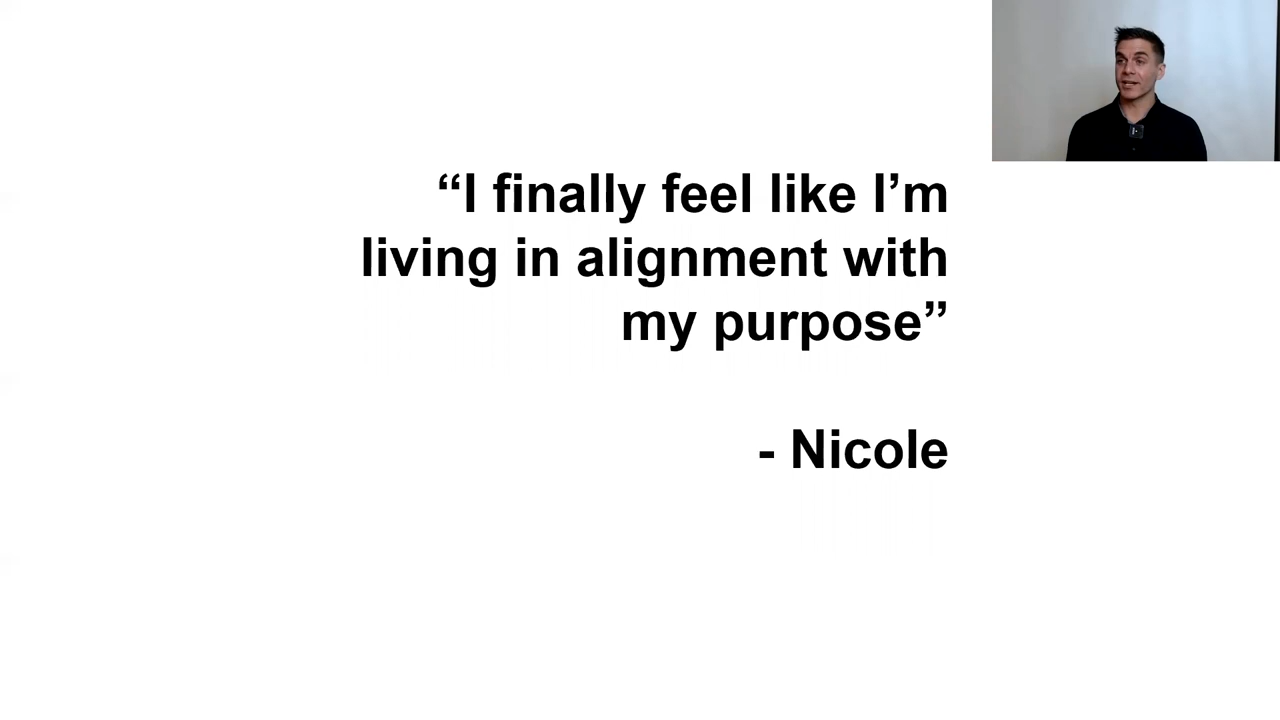 “I finally feel like I’m
living in alignment with
my purpose”
- Nicole